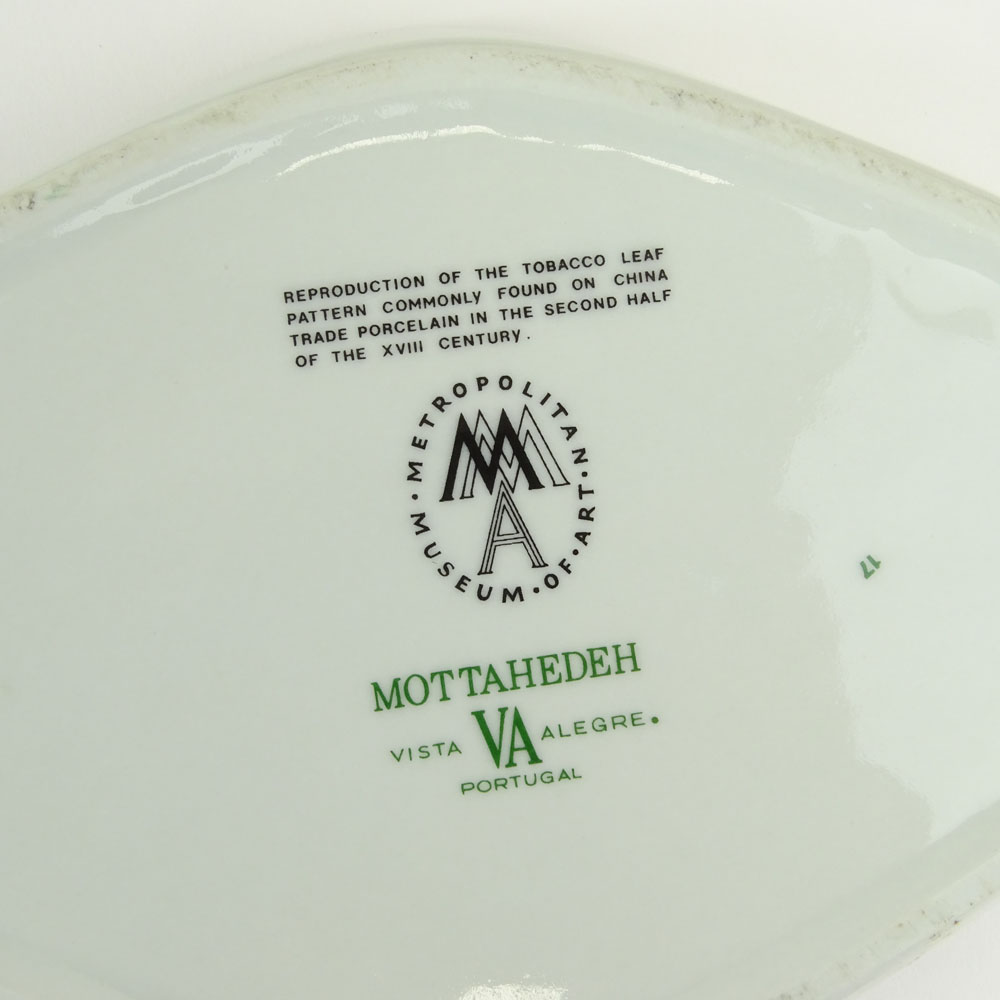 REPRODUCTION OF THE TOBACCO LEAF
PATTERN COMMONLY FOUND ON CHINA
TRADE PORCELAIN IN THE SECOND HALF
OF THE XVIII CENTURY.
METROPOLITAN · MUSEUM · OF · ART ·
MMA
17
MOTTAHEDEH
VISTA VA ALEGRE.
PORTUGAL